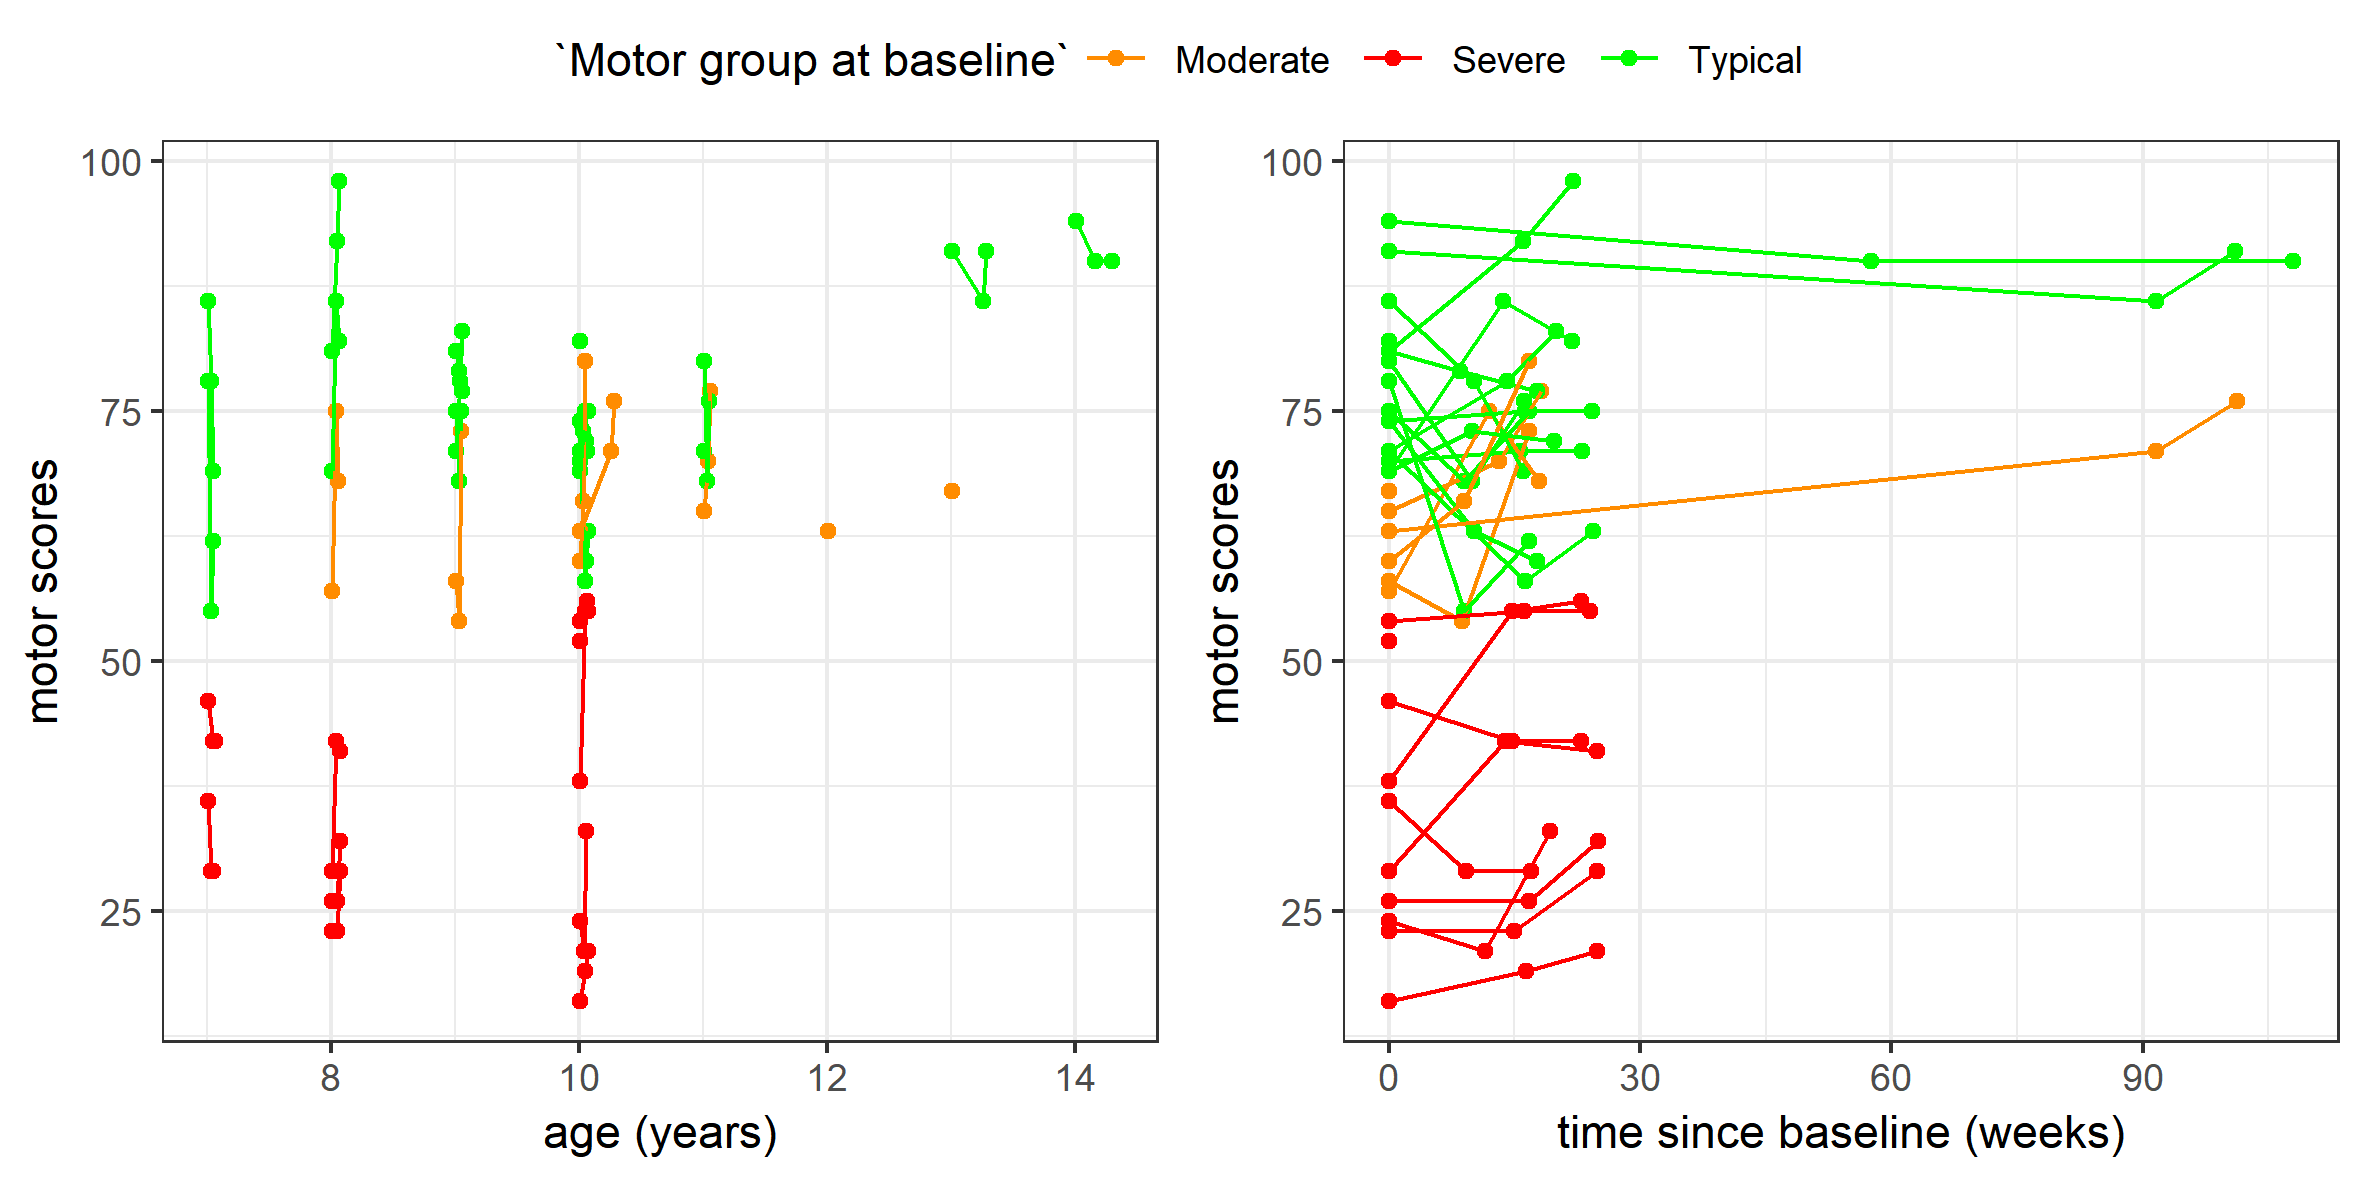 `Motor group at baseline` Moderate Severe Typical
100
75
50
25
motor scores
8 10 12 14
age (years)
100
75
50
25
motor scores
0 30 60 90
time since baseline (weeks)